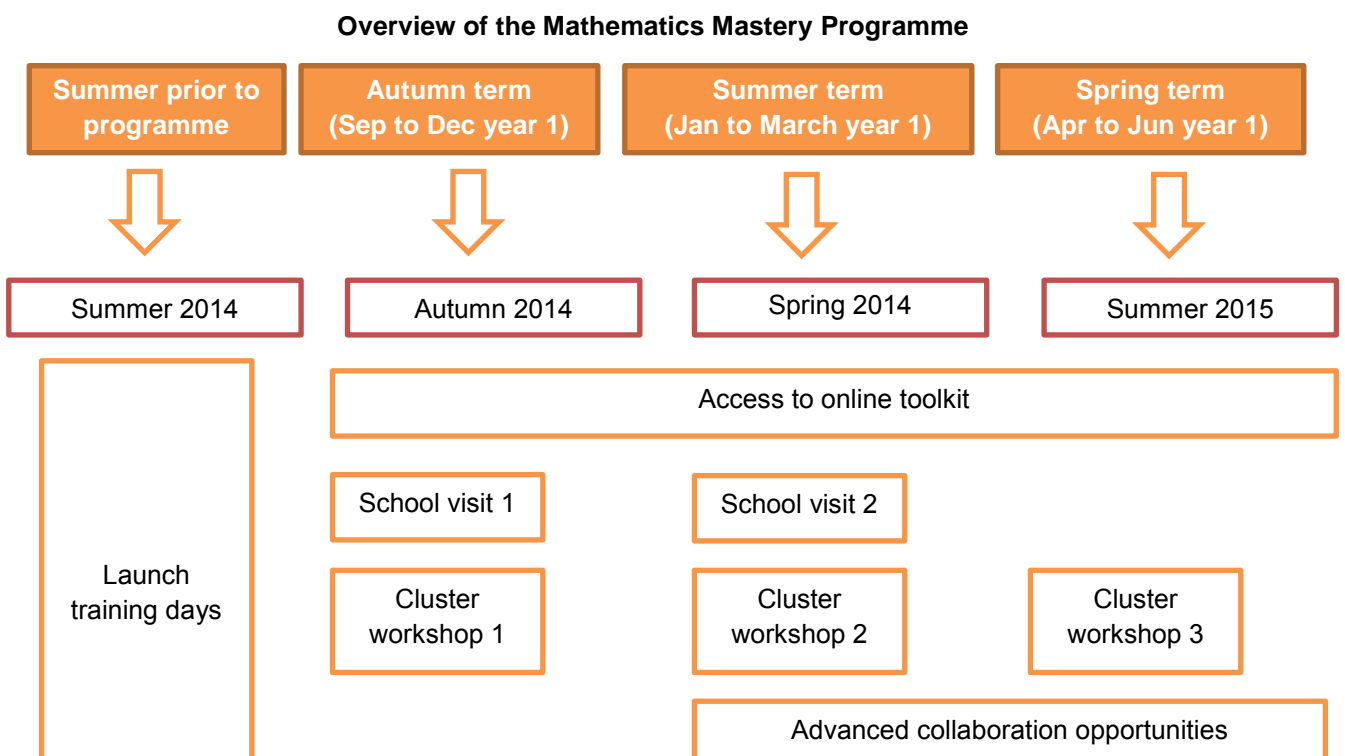 Overview of the Mathematics Mastery Programme
Summer prior to
programme
Autumn term
(Sep to Dec year 1)
Summer term
(Jan to March year 1)
Spring term
(Apr to Jun year 1)
Summer 2014
Autumn 2014
Spring 2014
Summer 2015
Access to online toolkit
School visit 1
School visit 2
Launch
training days
Cluster
workshop 1
Cluster
workshop 2
Cluster
workshop 3
Advanced collaboration opportunities